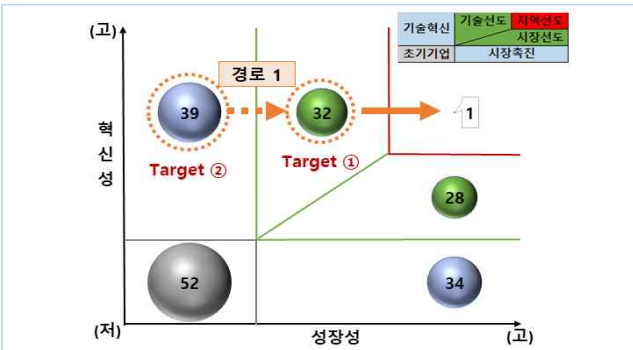 (고)
기술혁신
기술선도
지역선도
시장선도
초기기업
시장촉진
경로 1
39
32
1
혁신성
Target ②
Target ①
28
52
34
(저)
성장성
(고)